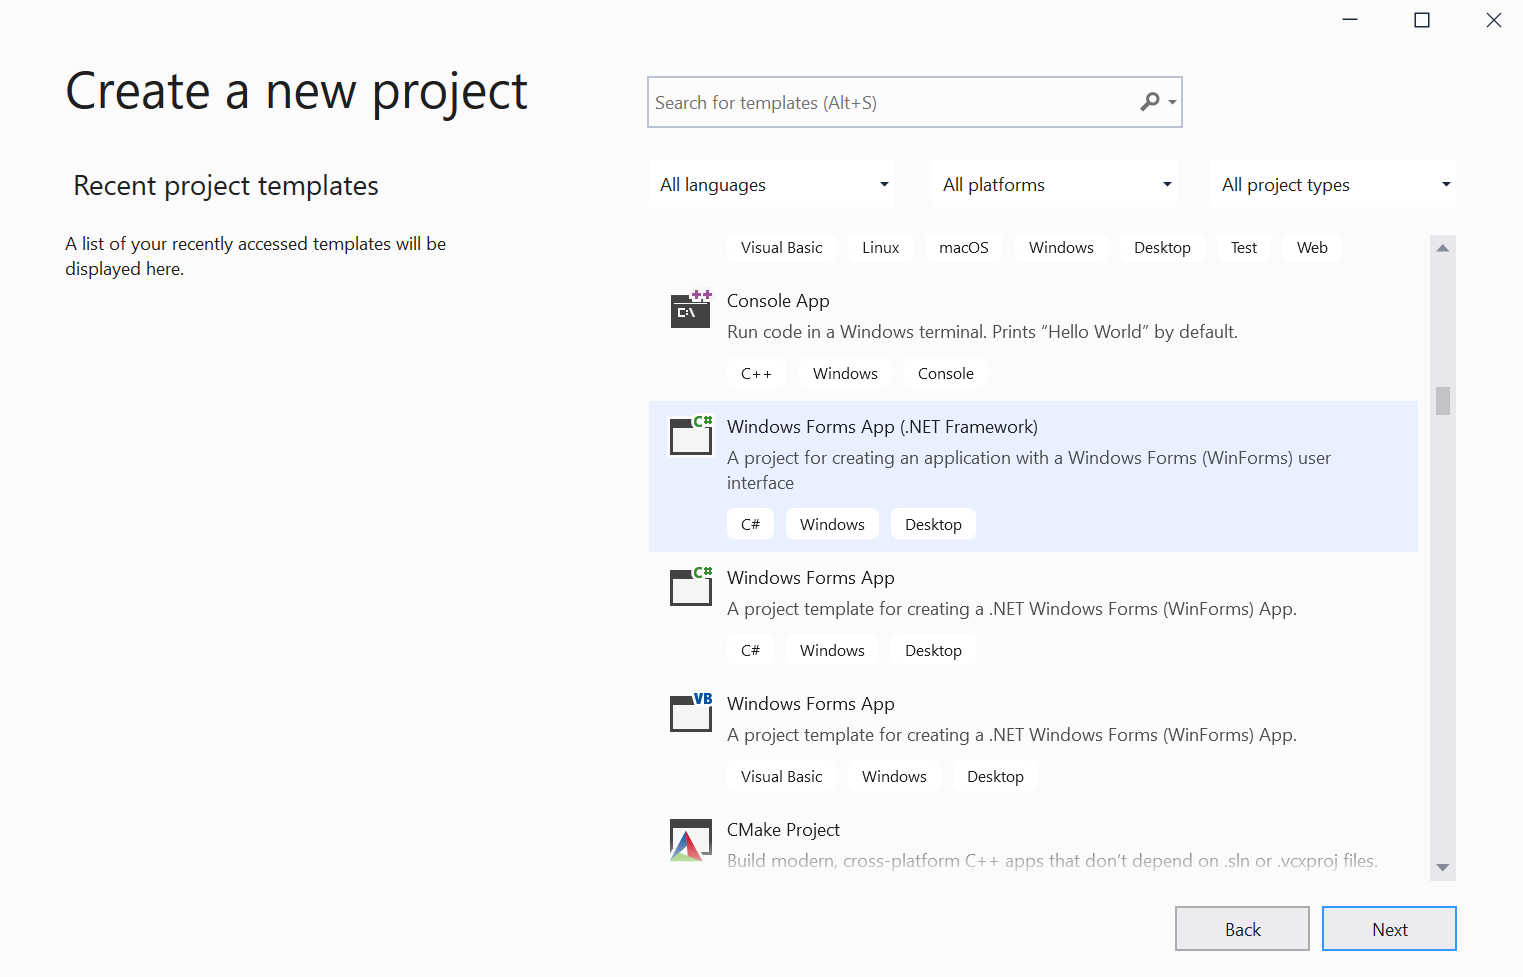 Create a new project
Search for templates (Alt+S)
Recent project templates
All languages
All platforms
All project types
A list of your recently accessed templates will be
displayed here.
Visual Basic Linux macOS Windows Desktop Test Web
C:\
Console App
Run code in a Windows terminal. Prints “Hello World” by default.
C++ Windows Console
C#
Windows Forms App (.NET Framework)
A project for creating an application with a Windows Forms (WinForms) user
interface
C# Windows Desktop
C#
Windows Forms App
A project template for creating a .NET Windows Forms (WinForms) App.
C# Windows Desktop
VB
Windows Forms App
A project template for creating a .NET Windows Forms (WinForms) App.
Visual Basic Windows Desktop
CMake Project
Build modern, cross-platform C++ apps that don’t depend on .sln or .vcxproj files.
Back
Next